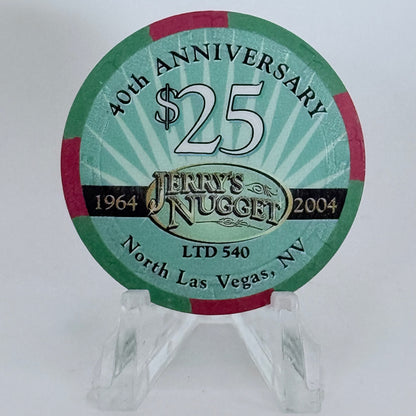 40th ANNIVERSARY
$25
1964 JERRY'S NUGGET 2004
LTD 540
North Las Vegas, NV